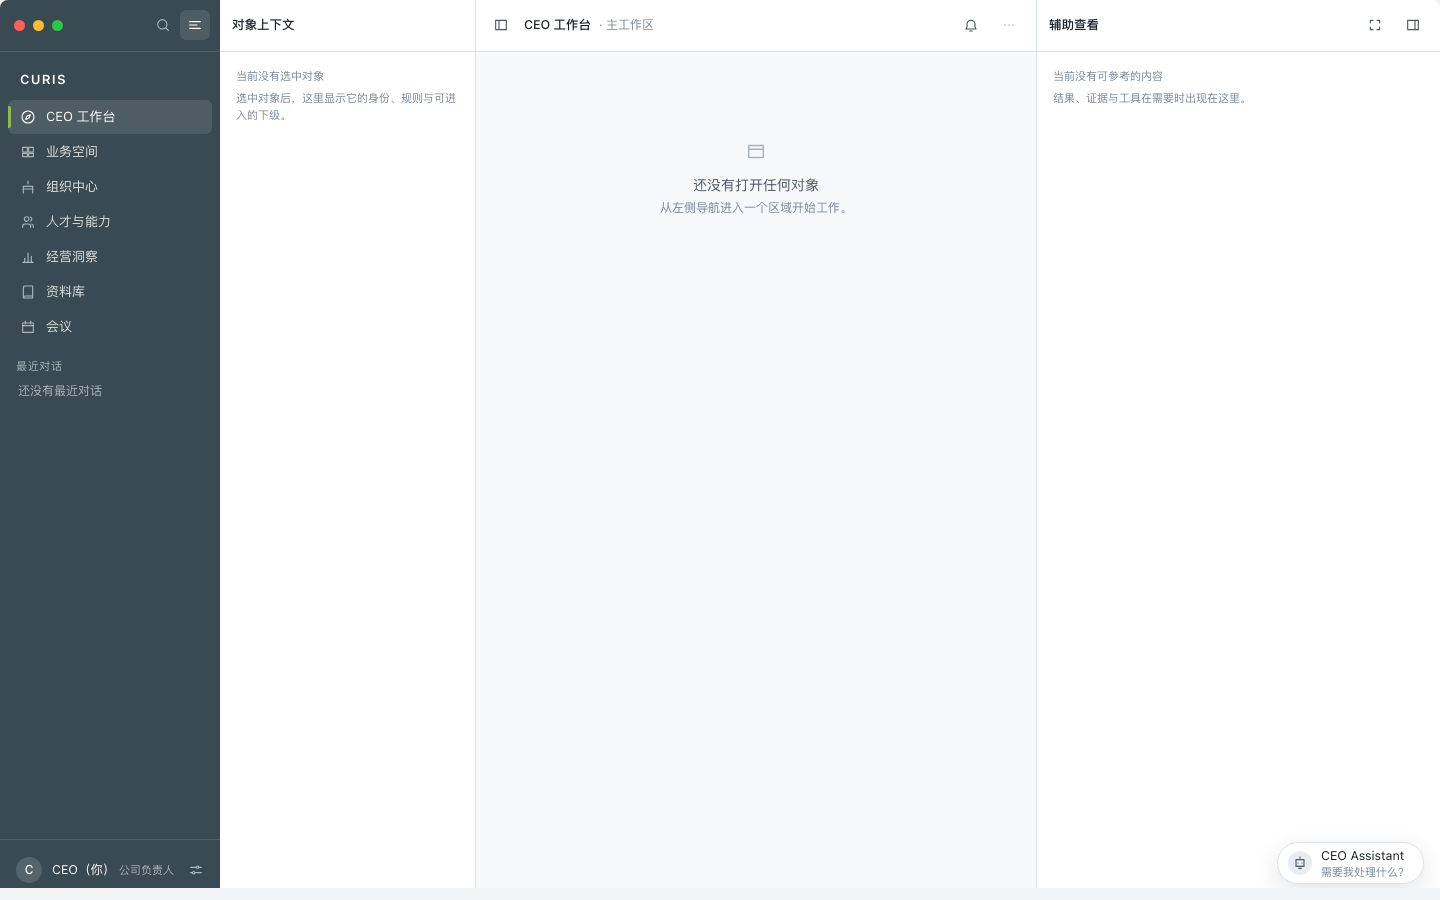 CURIS
CEO 工作台
业务空间
组织中心
人才与能力
经营洞察
资料库
会议
最近对话
还没有最近对话
C
CEO（你） 公司负责人
对象上下文
当前没有选中对象
选中对象后，这里显示它的身份、规则与可进
入的下级。
CEO 工作台 · 主工作区
还没有打开任何对象
从左侧导航进入一个区域开始工作。
辅助查看
当前没有可参考的内容
结果、证据与工具在需要时出现在这里。
CEO Assistant
需要我处理什么?